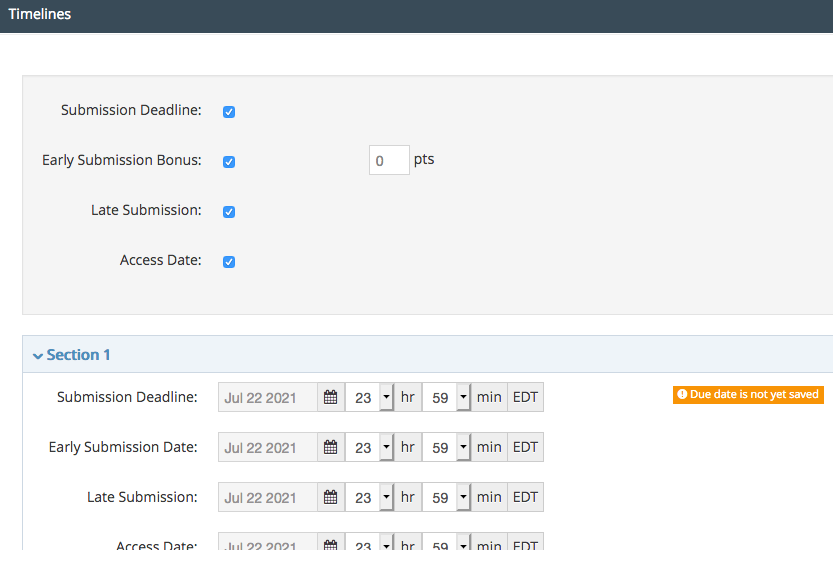 Timelines
Submission Deadline:
Early Submission Bonus: 0 pts
Late Submission:
Access Date:
Section 1
Submission Deadline: Jul 22 2021 23 hr 59 min EDT Due date is not yet saved
Early Submission Date: Jul 22 2021 23 hr 59 min EDT
Late Submission: Jul 22 2021 23 hr 59 min EDT
Access Date: Jul 22 2021 23 hr 59 min EDT